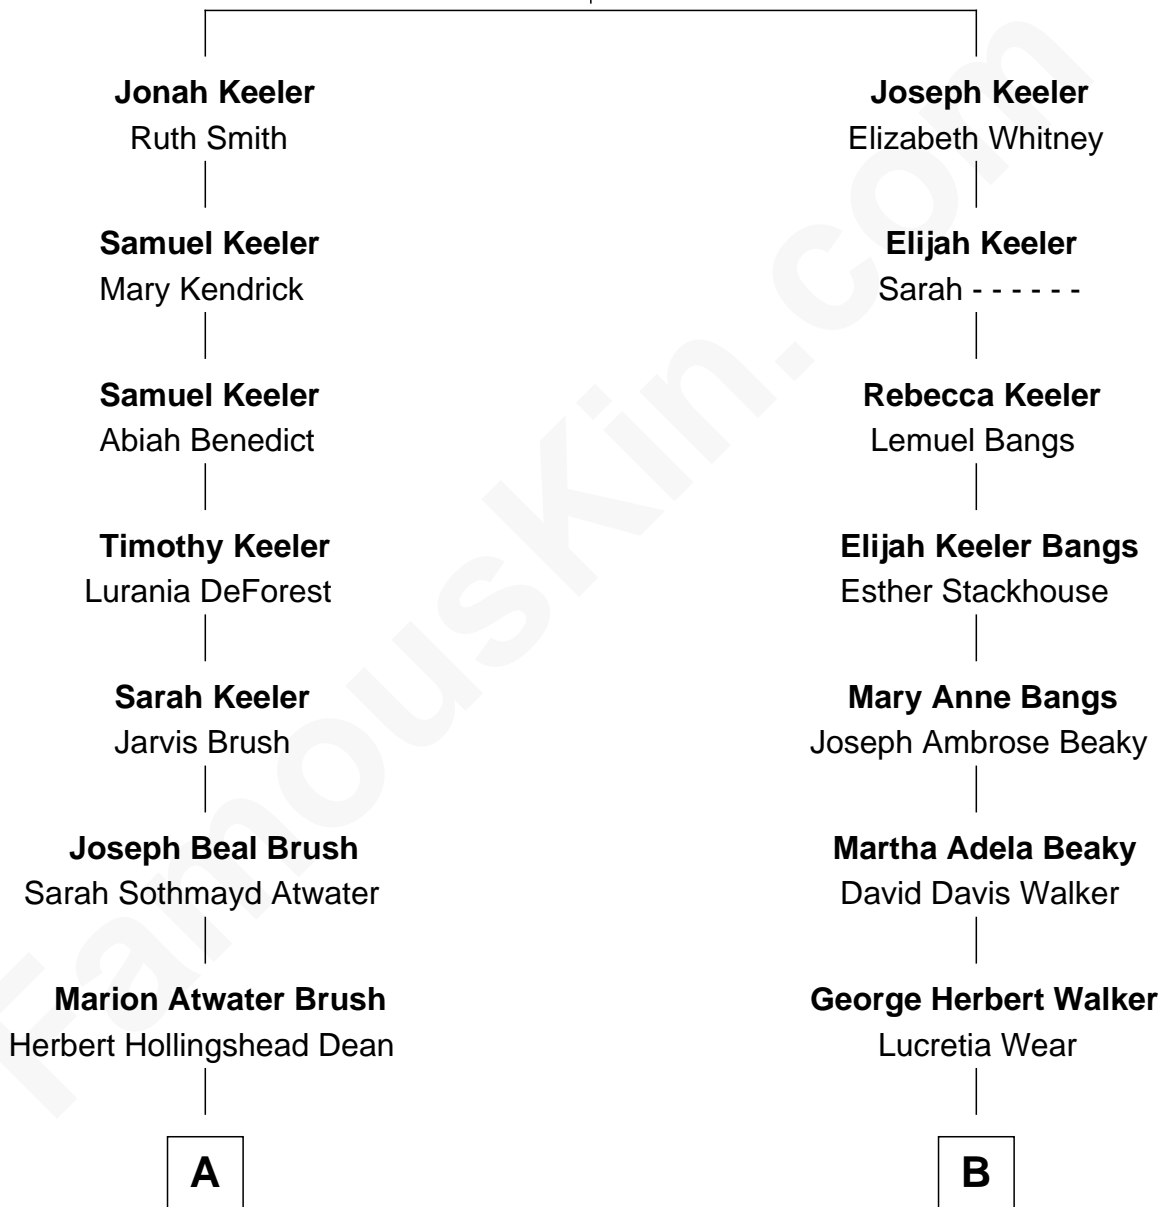 Jonah Keeler
Ruth Smith
Samuel Keeler
Mary Kendrick
Samuel Keeler
Abiah Benedict
Timothy Keeler
Lurania DeForest
Sarah Keeler
Jarvis Brush
Joseph Beal Brush
Sarah Sothmayd Atwater
Marion Atwater Brush
Herbert Hollingshead Dean
A
Joseph Keeler
Elizabeth Whitney
Elijah Keeler
Sarah - - - - - -
Rebecca Keeler
Lemuel Bangs
Elijah Keeler Bangs
Esther Stackhouse
Mary Anne Bangs
Joseph Ambrose Beaky
Martha Adela Beaky
David Davis Walker
George Herbert Walker
Lucretia Wear
B
FamousKin.com